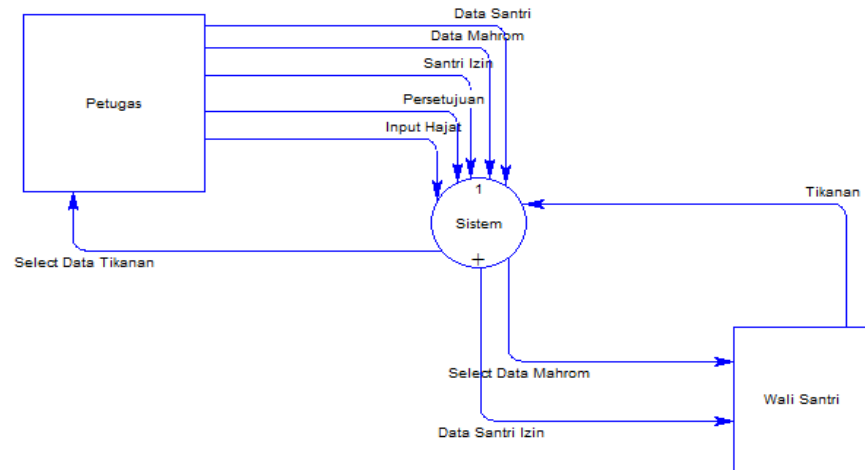 Data Santri
Data Mahrom
Santri Izin
Persetujuan
Input Hajat
Petugas
1
Sistem
Tikanan
Select Data Tikanan
Select Data Mahrom
Wali Santri
Data Santri Izin